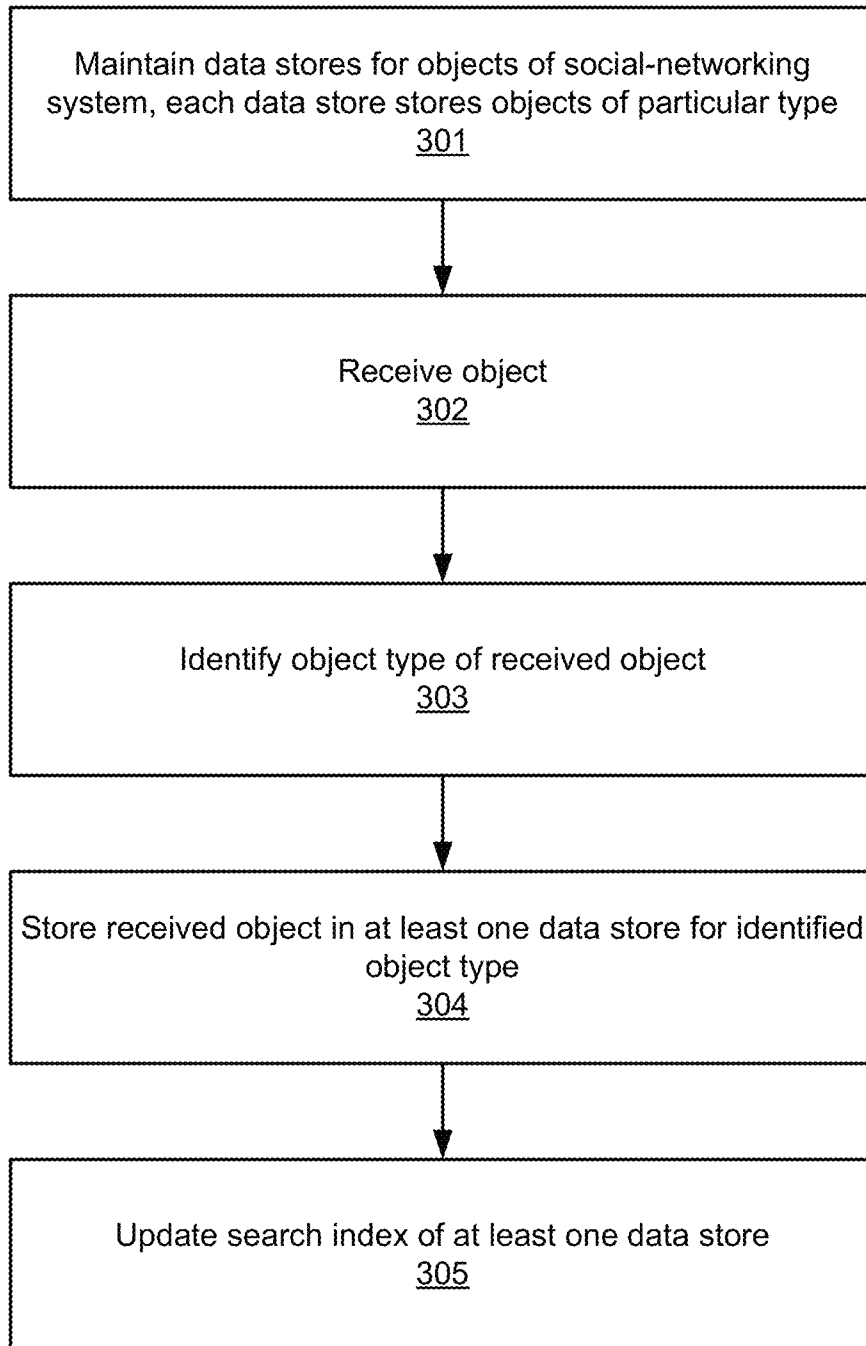 Maintain data stores for objects of social-networking
system, each data store stores objects of particular type
301
Receive object
302
Identify object type of received object
303
Store received object in at least one data store for identified
object type
304
Update search index of at least one data store
305